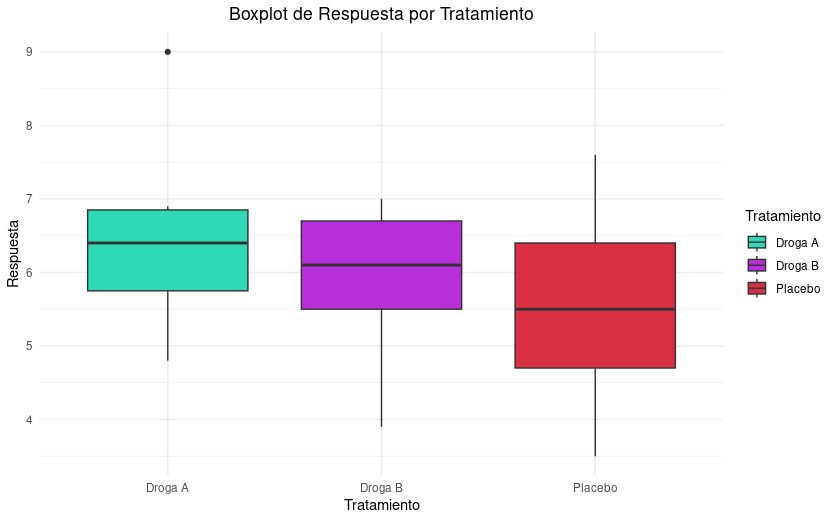 Boxplot de Respuesta por Tratamiento
Respuesta
9
8
7
6
5
4
Droga A
Droga B
Placebo
Tratamiento
Tratamiento
Droga A
Droga B
Placebo